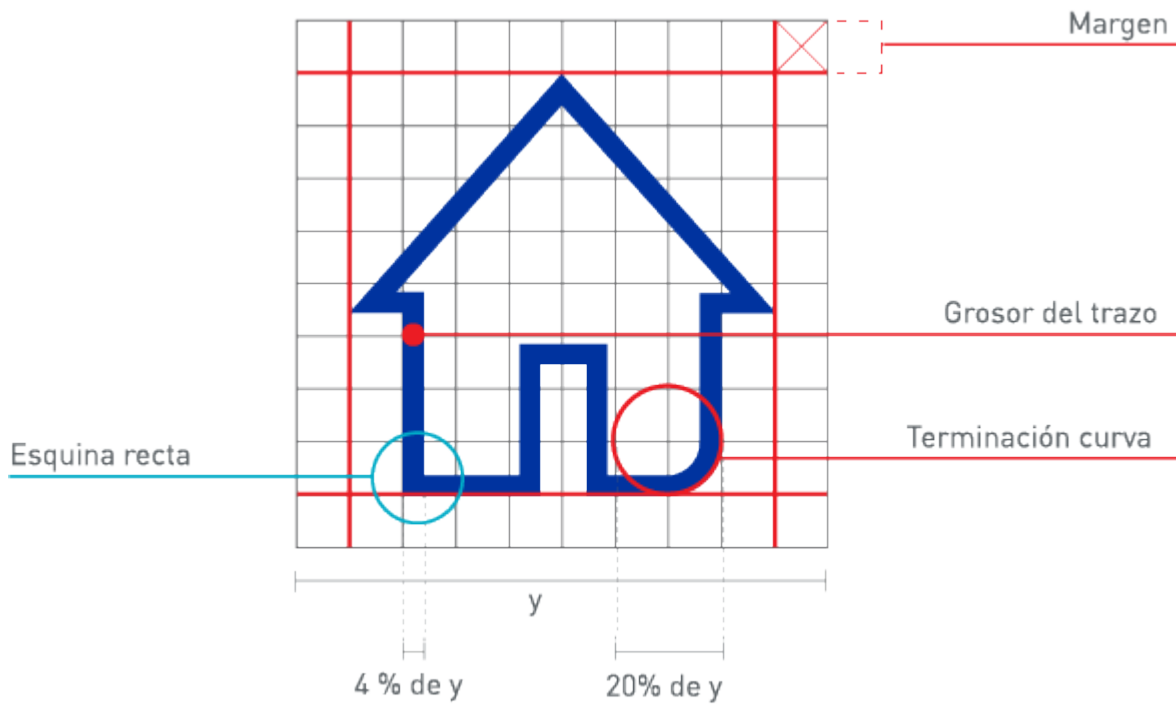 Margen
Grosor del trazo
Terminación curva
Esquina recta
y
4 % de y
20% de y